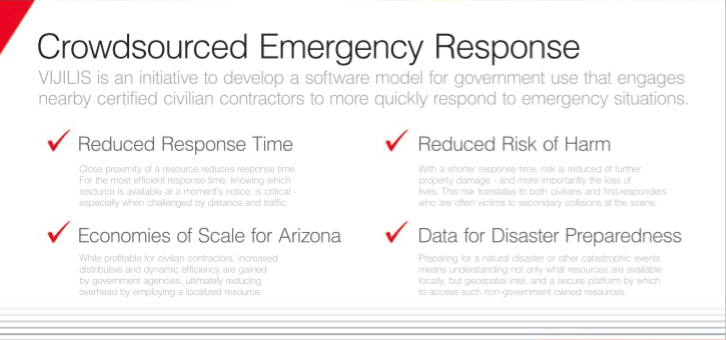 Crowdsourced Emergency Response
VIJILIS is an initiative to develop a software model for government use that engages
nearby certified civilian contractors to more quickly respond to emergency situations.
Reduced Response Time
Close proximity of a resource reduces response time.
For the most efficient response time, knowing which
resource is available at a moment's notice, is critical -
especially when challenged by distance and traffic.
Reduced Risk of Harm
With a shorter response time, risk is reduced of further
property damage - and more importantly the loss of
lives. This risk translates to both civilians and first-responders
who are often victims to secondary collisions at the scene.
Economies of Scale for Arizona
While profitable for civilian contractors, increased
distributive and dynamic efficiency are gained
by government agencies, ultimately reducing
overhead by employing a localized resource.
Data for Disaster Preparedness
Preparing for a natural disaster or other catastrophic events
means understanding not only what resources are available
locally, but geospatial intel, and a secure platform by which
to access such non-government owned resources.